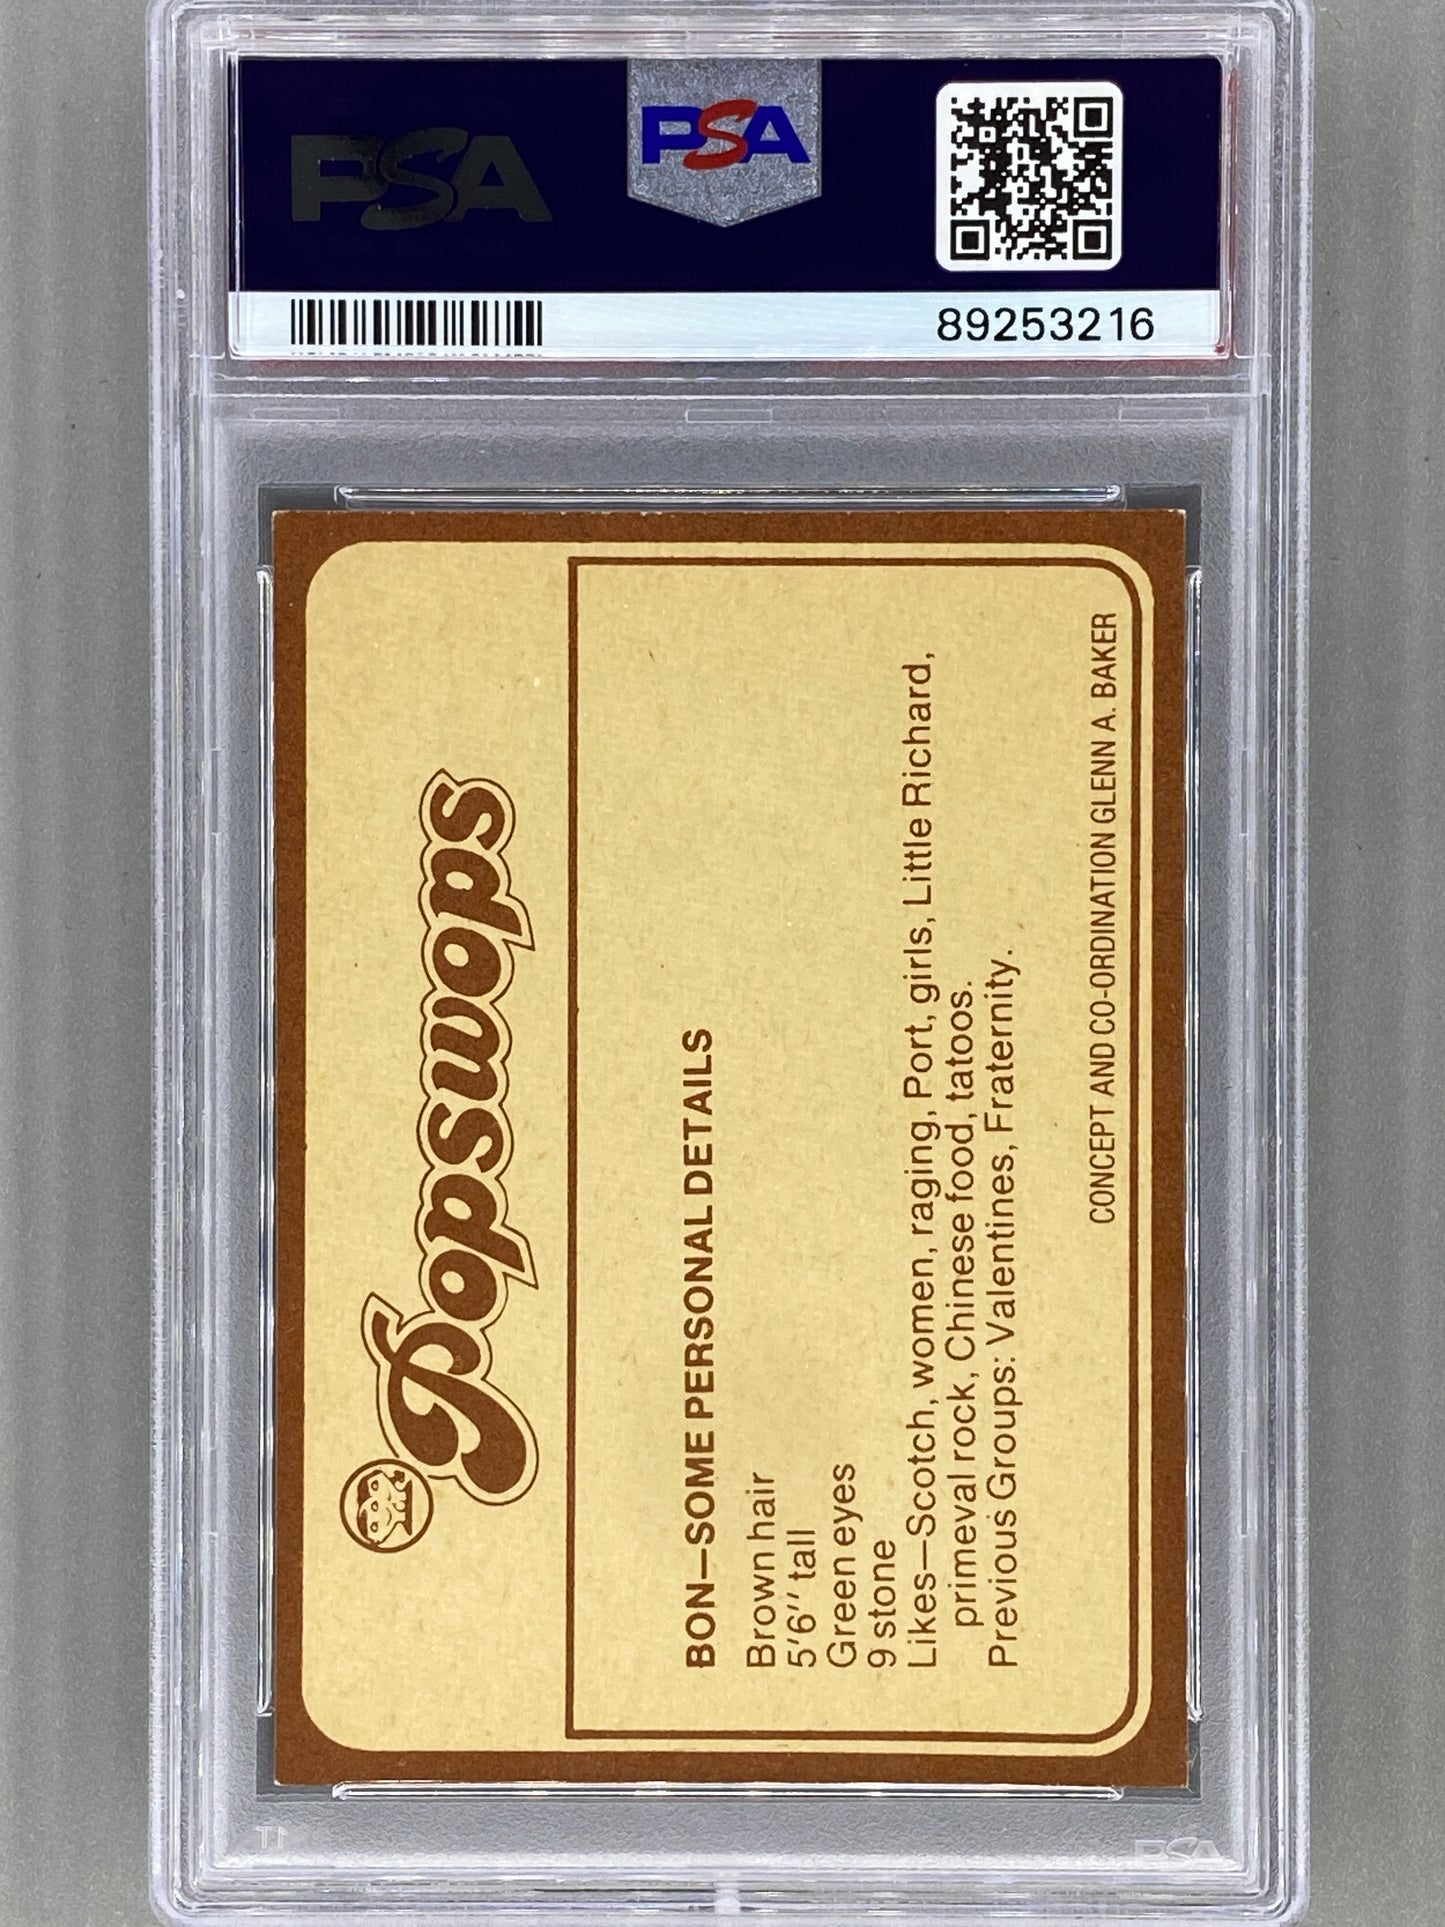 PSA
PSA
89253216
Popswops
BON—SOME PERSONAL DETAILS
Brown hair
5'6'' tall
Green eyes
9 stone
Likes—Scotch, women, raging, Port, girls, Little Richard,
primeval rock, Chinese food, tatoos.
Previous Groups: Valentines, Fraternity.
CONCEPT AND CO-ORDINATION GLENN A. BAKER
PSA